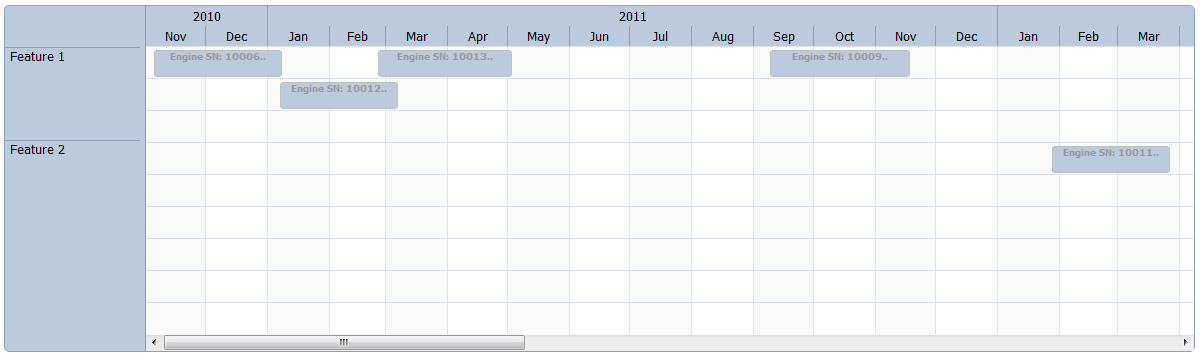 2010 2011
Nov Dec Jan Feb Mar Apr May Jun Jul Aug Sep Oct Nov Dec Jan Feb Mar
Feature 1
Engine SN: 10006.. Engine SN: 10013.. Engine SN: 10009..
Engine SN: 10012..
Feature 2
Engine SN: 10011..